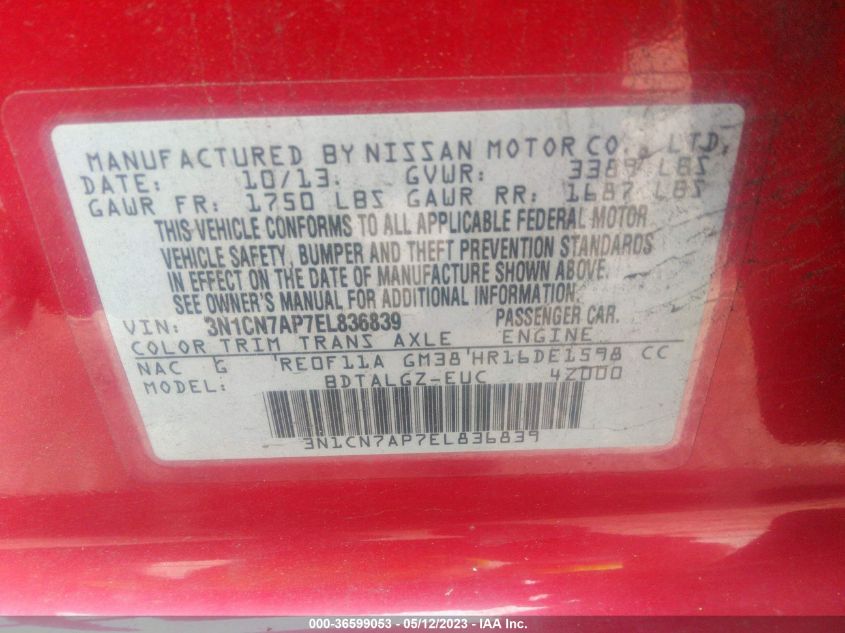 MANUFACTURED BY NISSAN MOTOR CO., LTD.
DATE: 10/13. GVWR: 3389 LBS
GAWR FR: 1750 LBS GAWR RR: 1687 LBS
THIS VEHICLE CONFORMS TO ALL APPLICABLE FEDERAL MOTOR
VEHICLE SAFETY, BUMPER AND THEFT PREVENTION STANDARDS
IN EFFECT ON THE DATE OF MANUFACTURE SHOWN ABOVE.
SEE OWNER'S MANUAL FOR ADDITIONAL INFORMATION.
VIN: 3N1CN7AP7EL836839 PASSENGER CAR.
COLOR TRIM TRANS AXLE ENGINE
NAC G RE0F11A GM38 HR16DE1598 CC
MODEL: BDTALGZ-EUC 4Z000
3N1CN7AP7EL836839
000-36599053 - 05/12/2023 - IAA Inc.